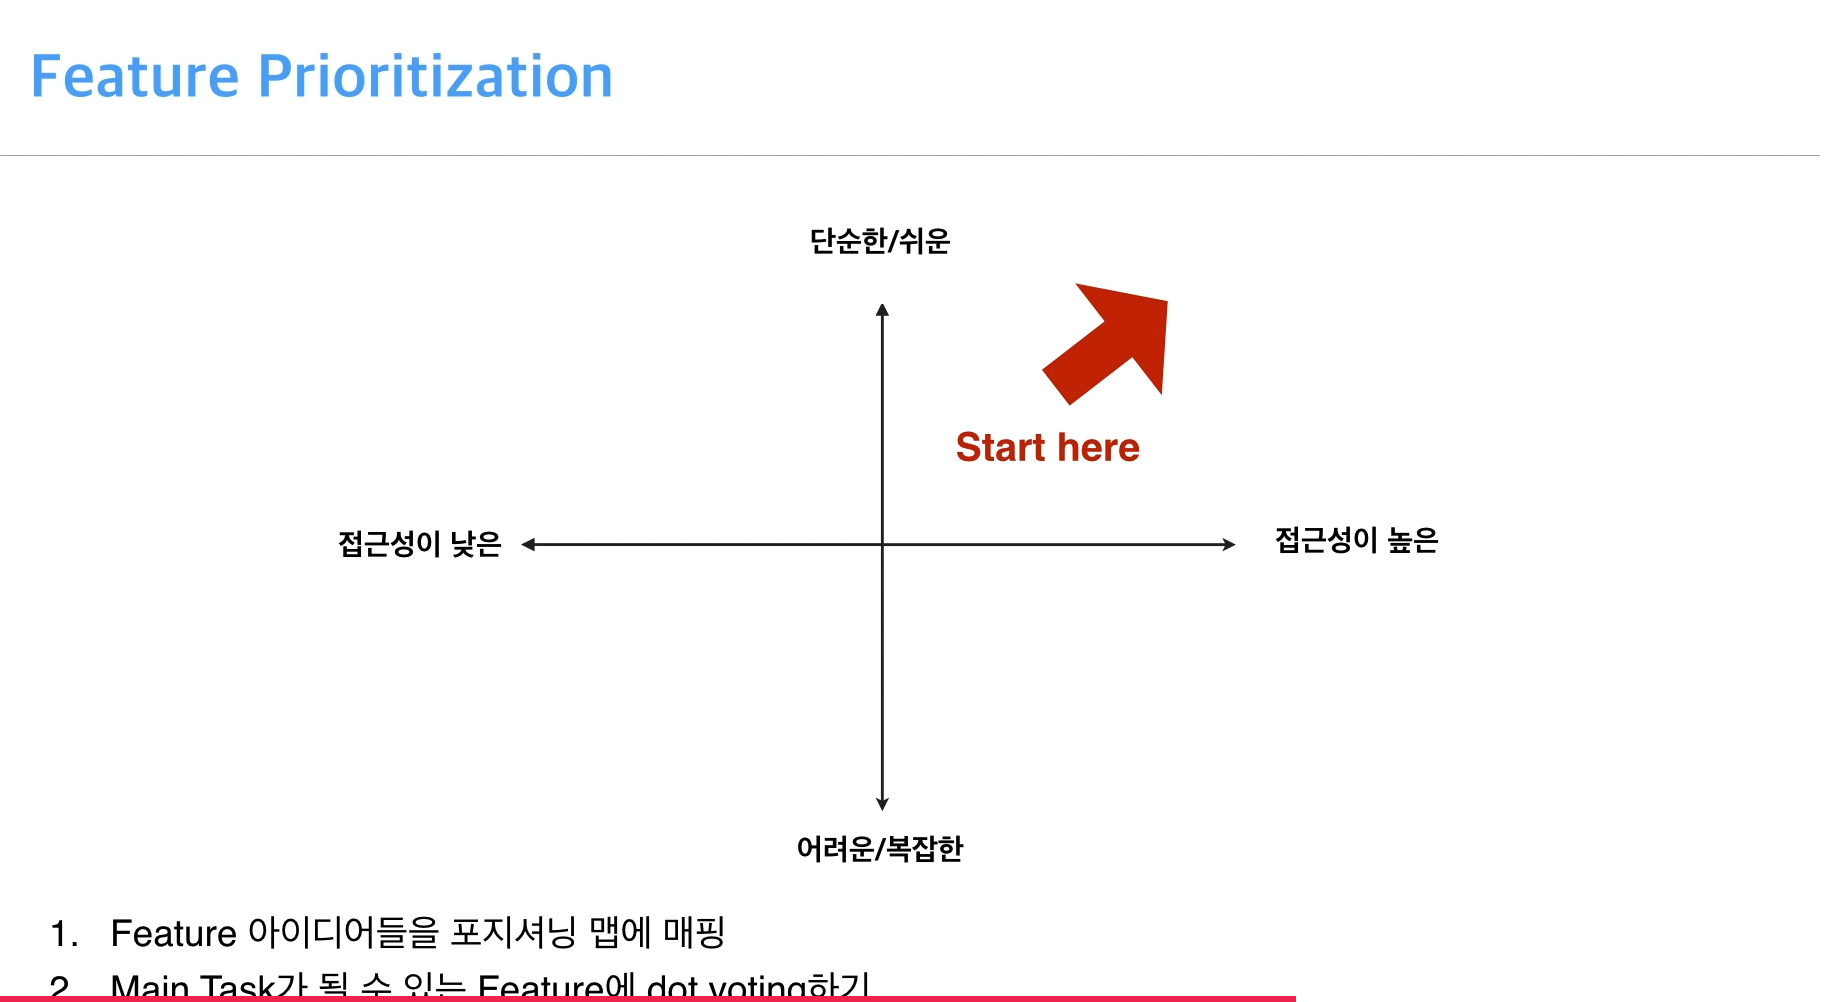 Feature Prioritization
단순한/쉬운
Start here
접근성이 낮은
접근성이 높은
어려운/복잡한
1. Feature 아이디어들을 포지셔닝 맵에 매핑
2. Main Task가 될 수 있는 Feature에 dot voting하기